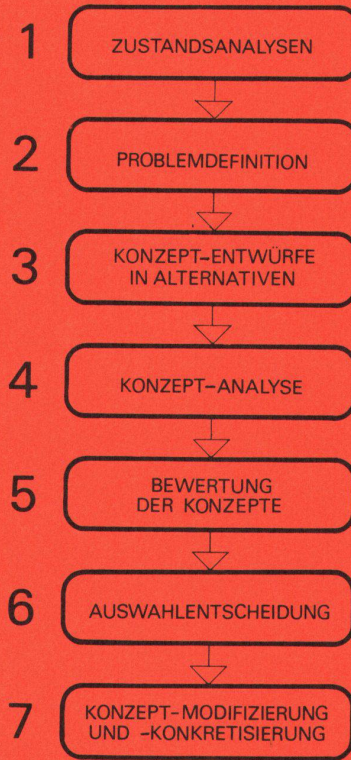 1 ZUSTANDSANALYSEN
2 PROBLEMDEFINITION
3 KONZEPT-ENTWÜRFE
IN ALTERNATIVEN
4 KONZEPT-ANALYSE
5 BEWERTUNG
DER KONZEPTE
6 AUSWAHLENTSCHEIDUNG
7 KONZEPT-MODIFIZIERUNG
UND -KONKRETISIERUNG